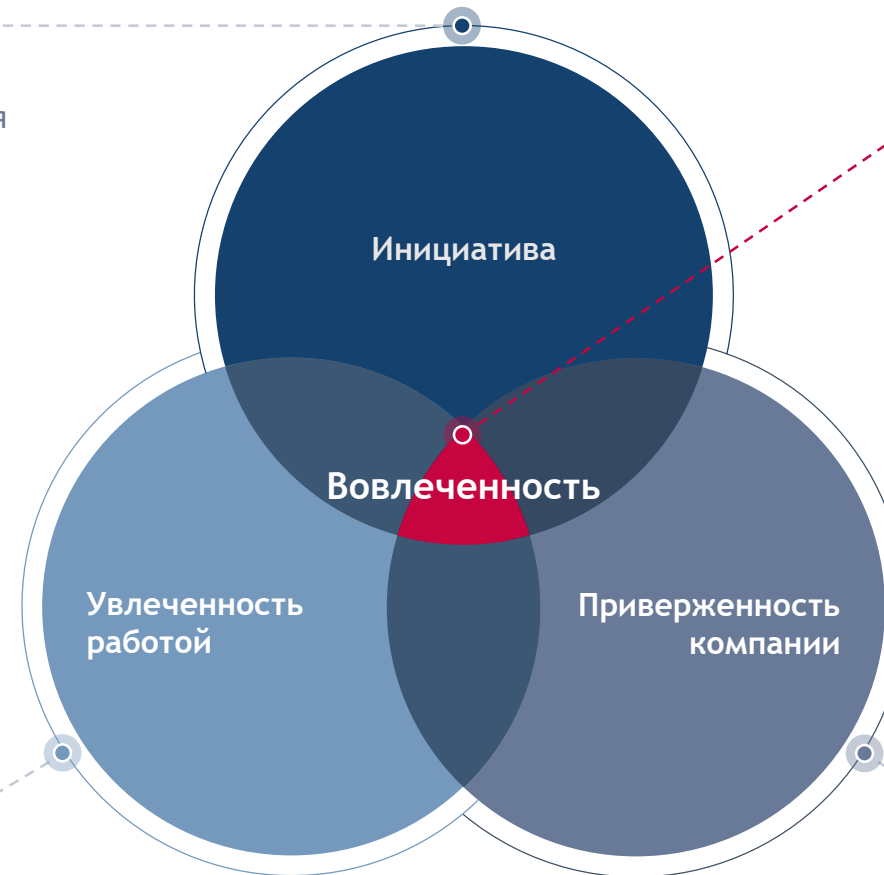 я
Инициатива
Вовлеченность
Увлеченность
работой
Приверженность
компании